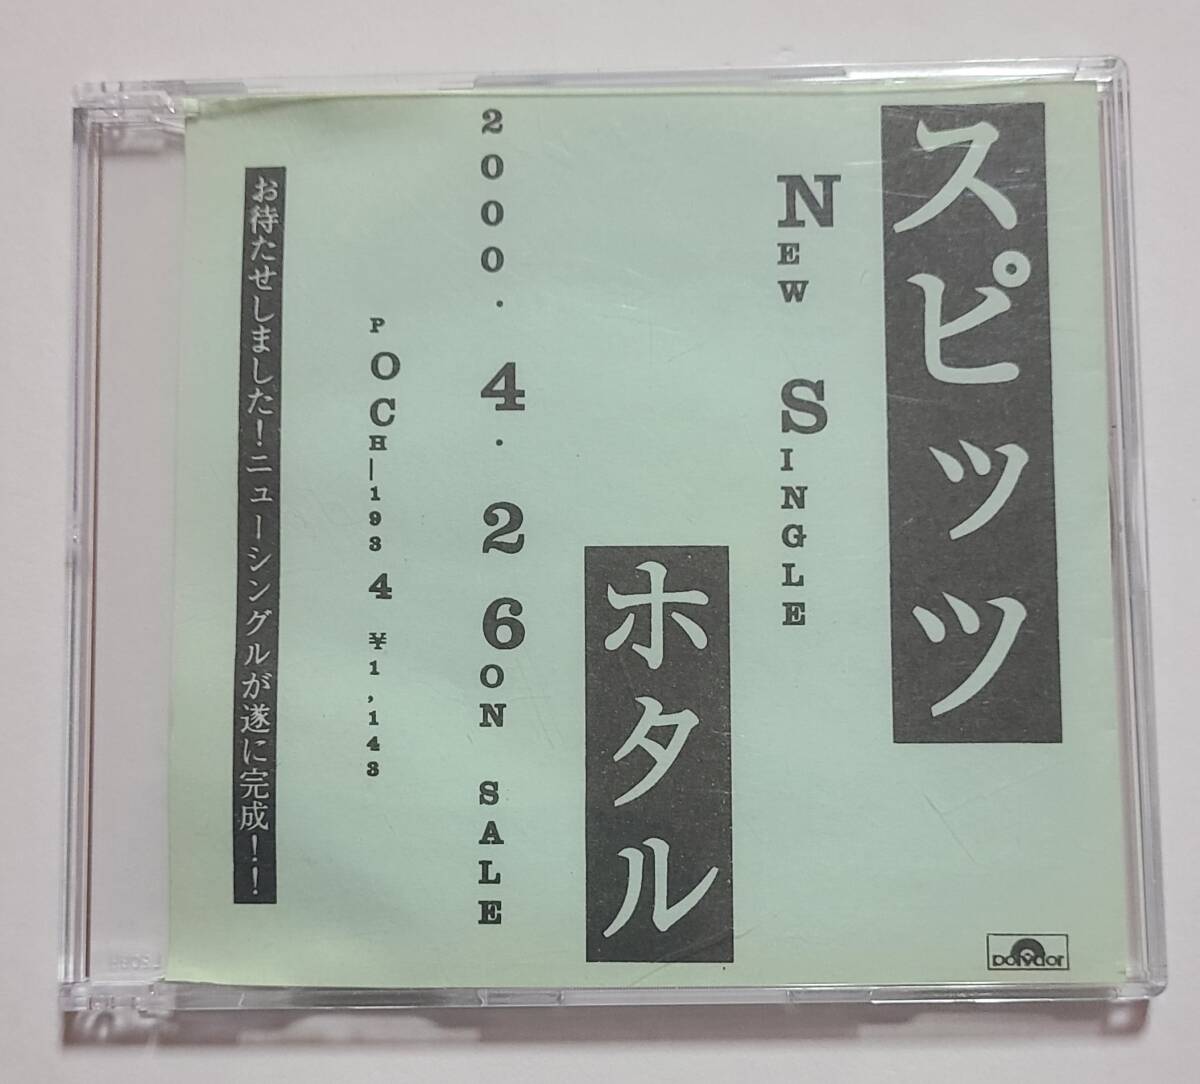 スピッツ
NEW SINGLE
ホタル
2000.4.26 ON SALE
POCH-1934 ¥1,143
お待たせしました！ニューシングルが遂に完成！！
polydor